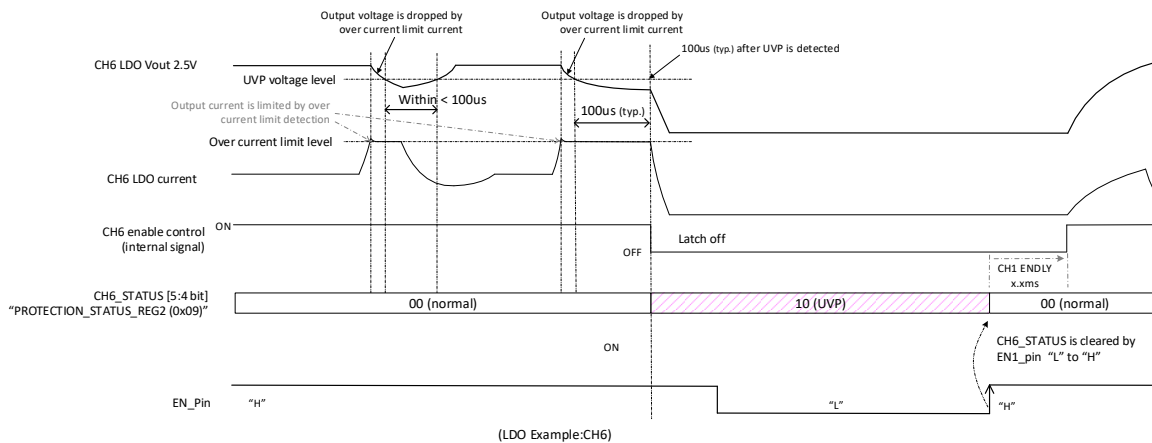 Output voltage is dropped by
over current limit current
Output voltage is dropped by
over current limit current
100us (typ.) after UVP is detected
CH6 LDO Vout 2.5V
UVP voltage level
Within < 100us
Output current is limited by over
current limit detection
100us (typ.)
Over current limit level
CH6 LDO current
ON
CH6 enable control
(internal signal)
OFF
Latch off
CH1 ENDLY
x.xms
CH6_STATUS [5:4 bit]
"PROTECTION_STATUS_REG2 (0x09)"
00 (normal)
10 (UVP)
00 (normal)
ON
CH6_STATUS is cleared by
EN1_pin "L" to "H"
EN_Pin
"H"
"L"
"H"
(LDO Example:CH6)